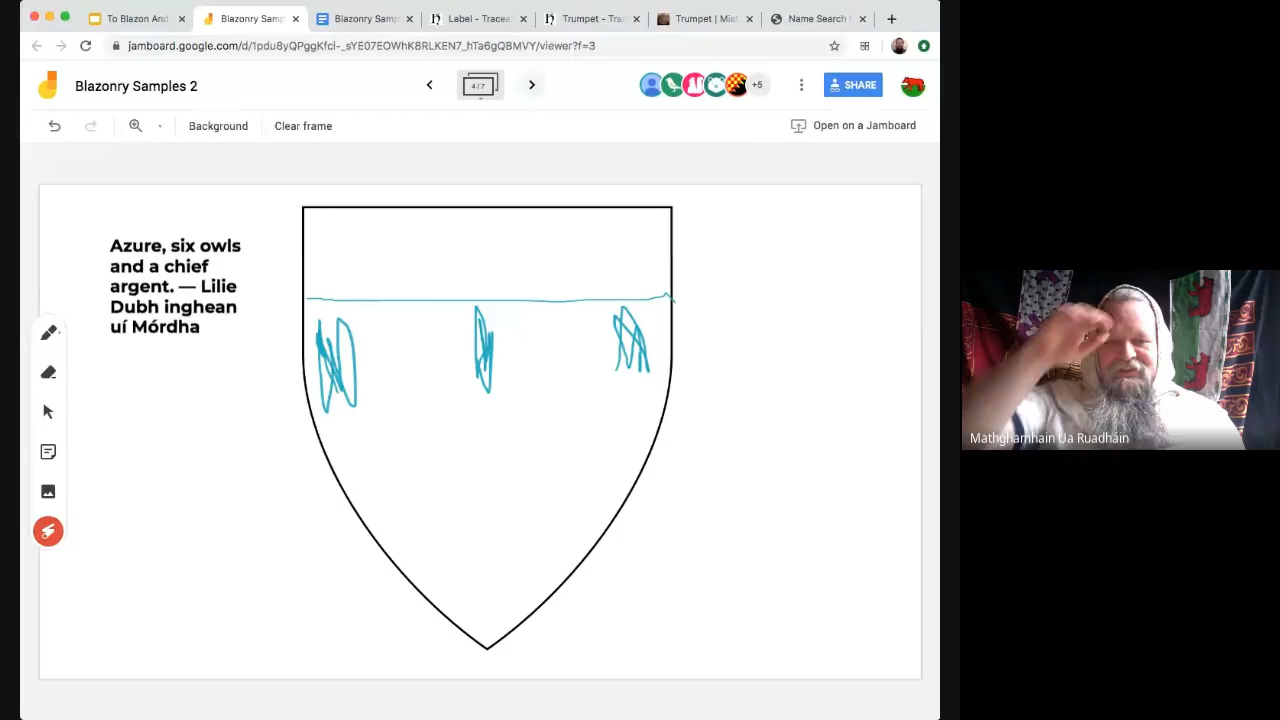 To Blazon And
Blazonry Samp
Blazonry Samp
Label - Tracea
Trumpet - Tra
Trumpet | Mist
Name Search
jamboard.google.com/d/1pdu8yQPggKfci-_sYE07EOWhK8RLKEN7_hTa6gQBMVY/viewer?f=3
Blazonry Samples 2
4/7
+5
SHARE
Background
Clear frame
Open on a Jamboard
Azure, six owls
and a chief
argent. — Lilie
Dubh inghean
uí Mórdha
Mathghamhain Ua Ruadháin